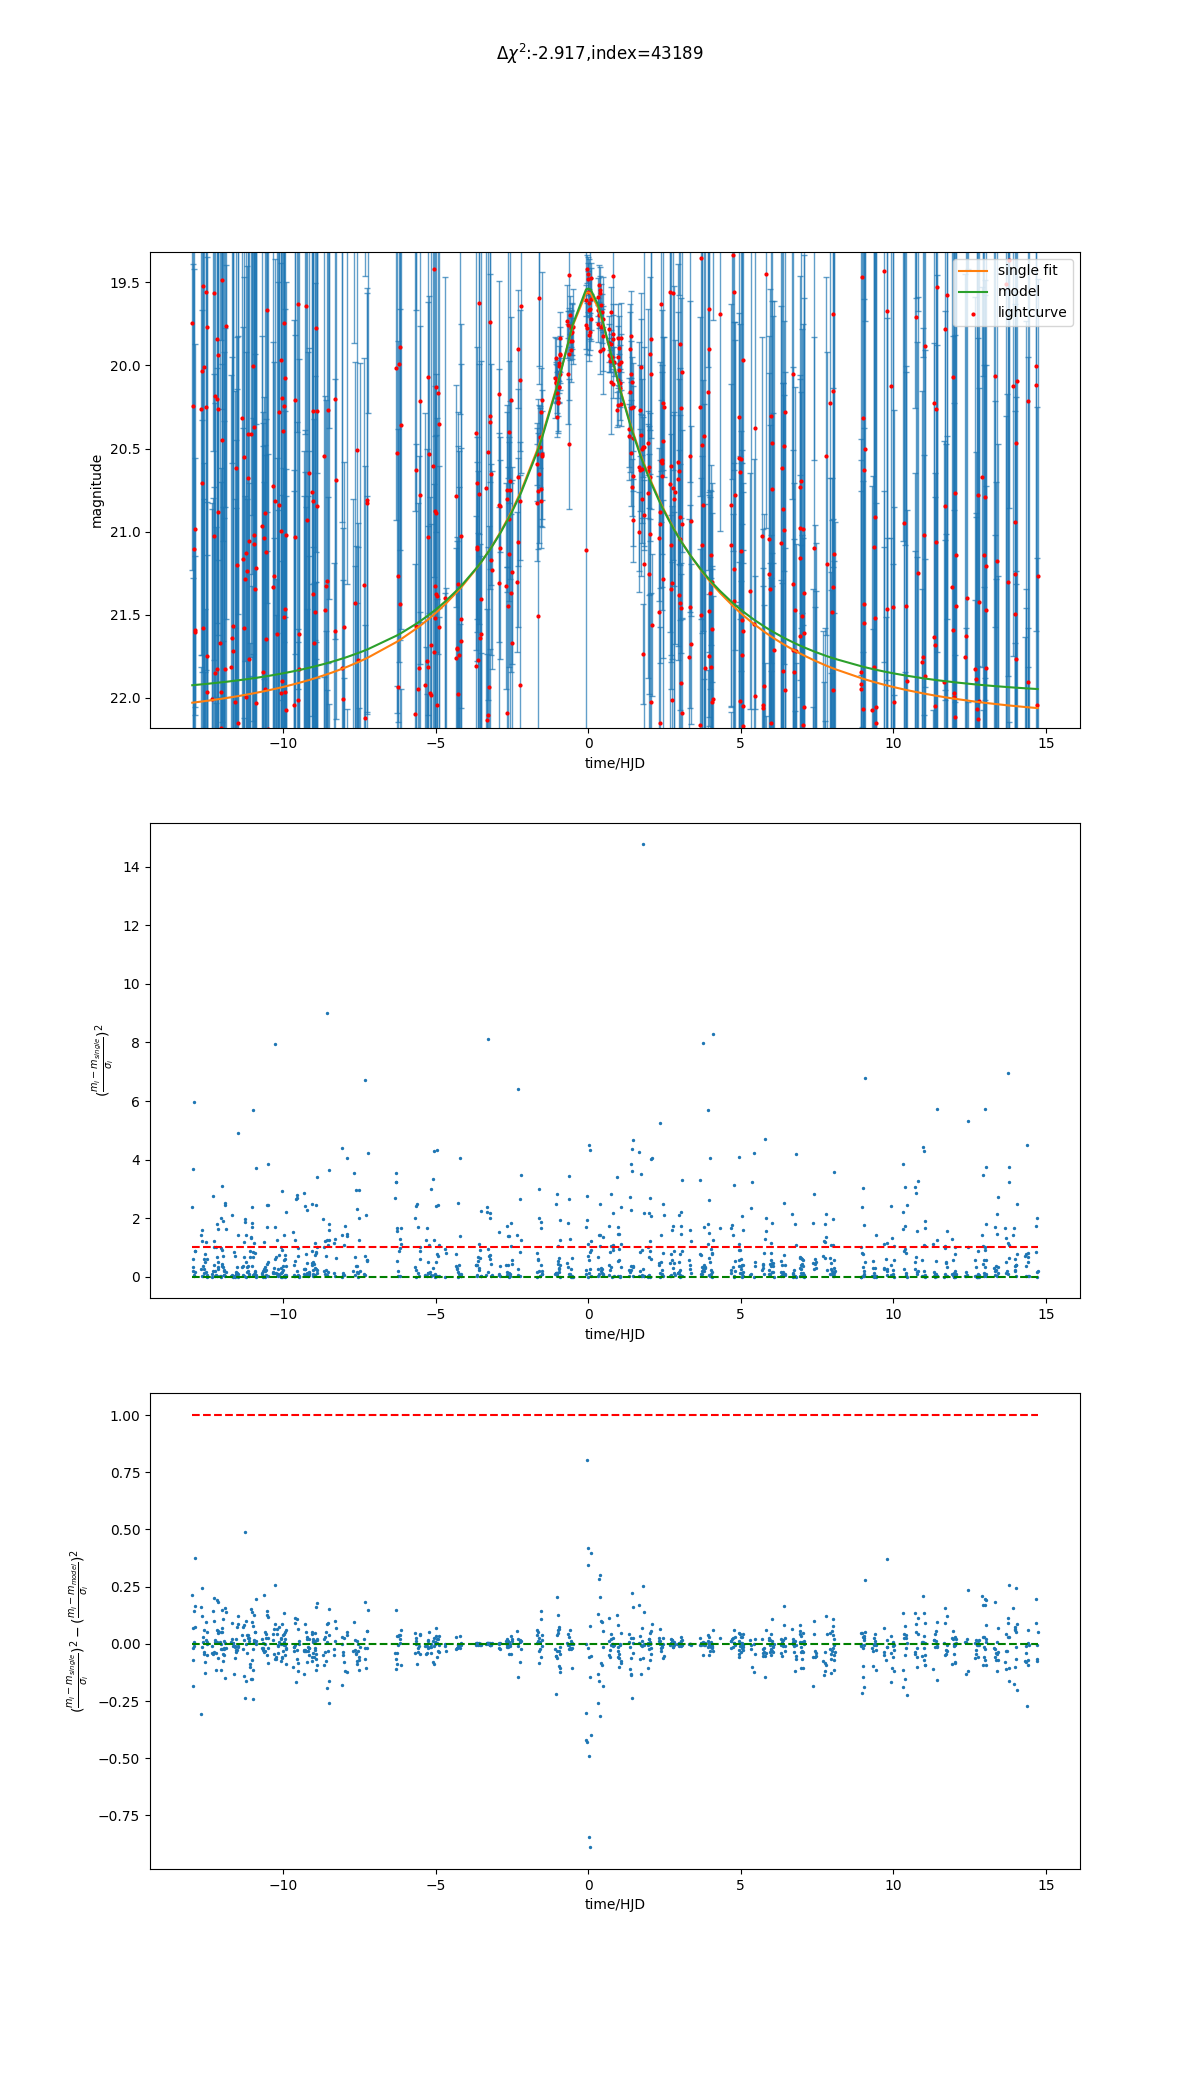 Δχ²:-2.917,index=43189
19.5
20.0
20.5
21.0
21.5
22.0
magnitude
single fit
model
lightcurve
−10 −5 0 5 10 15
time/HJD
14
12
10
8
6
4
2
0
(m_i − m_single / σ_i)²
−10 −5 0 5 10 15
time/HJD
1.00
0.75
0.50
0.25
0.00
−0.25
−0.50
−0.75
(m_i − m_single / σ_i)² − (m_i − m_model / σ_i)²
−10 −5 0 5 10 15
time/HJD